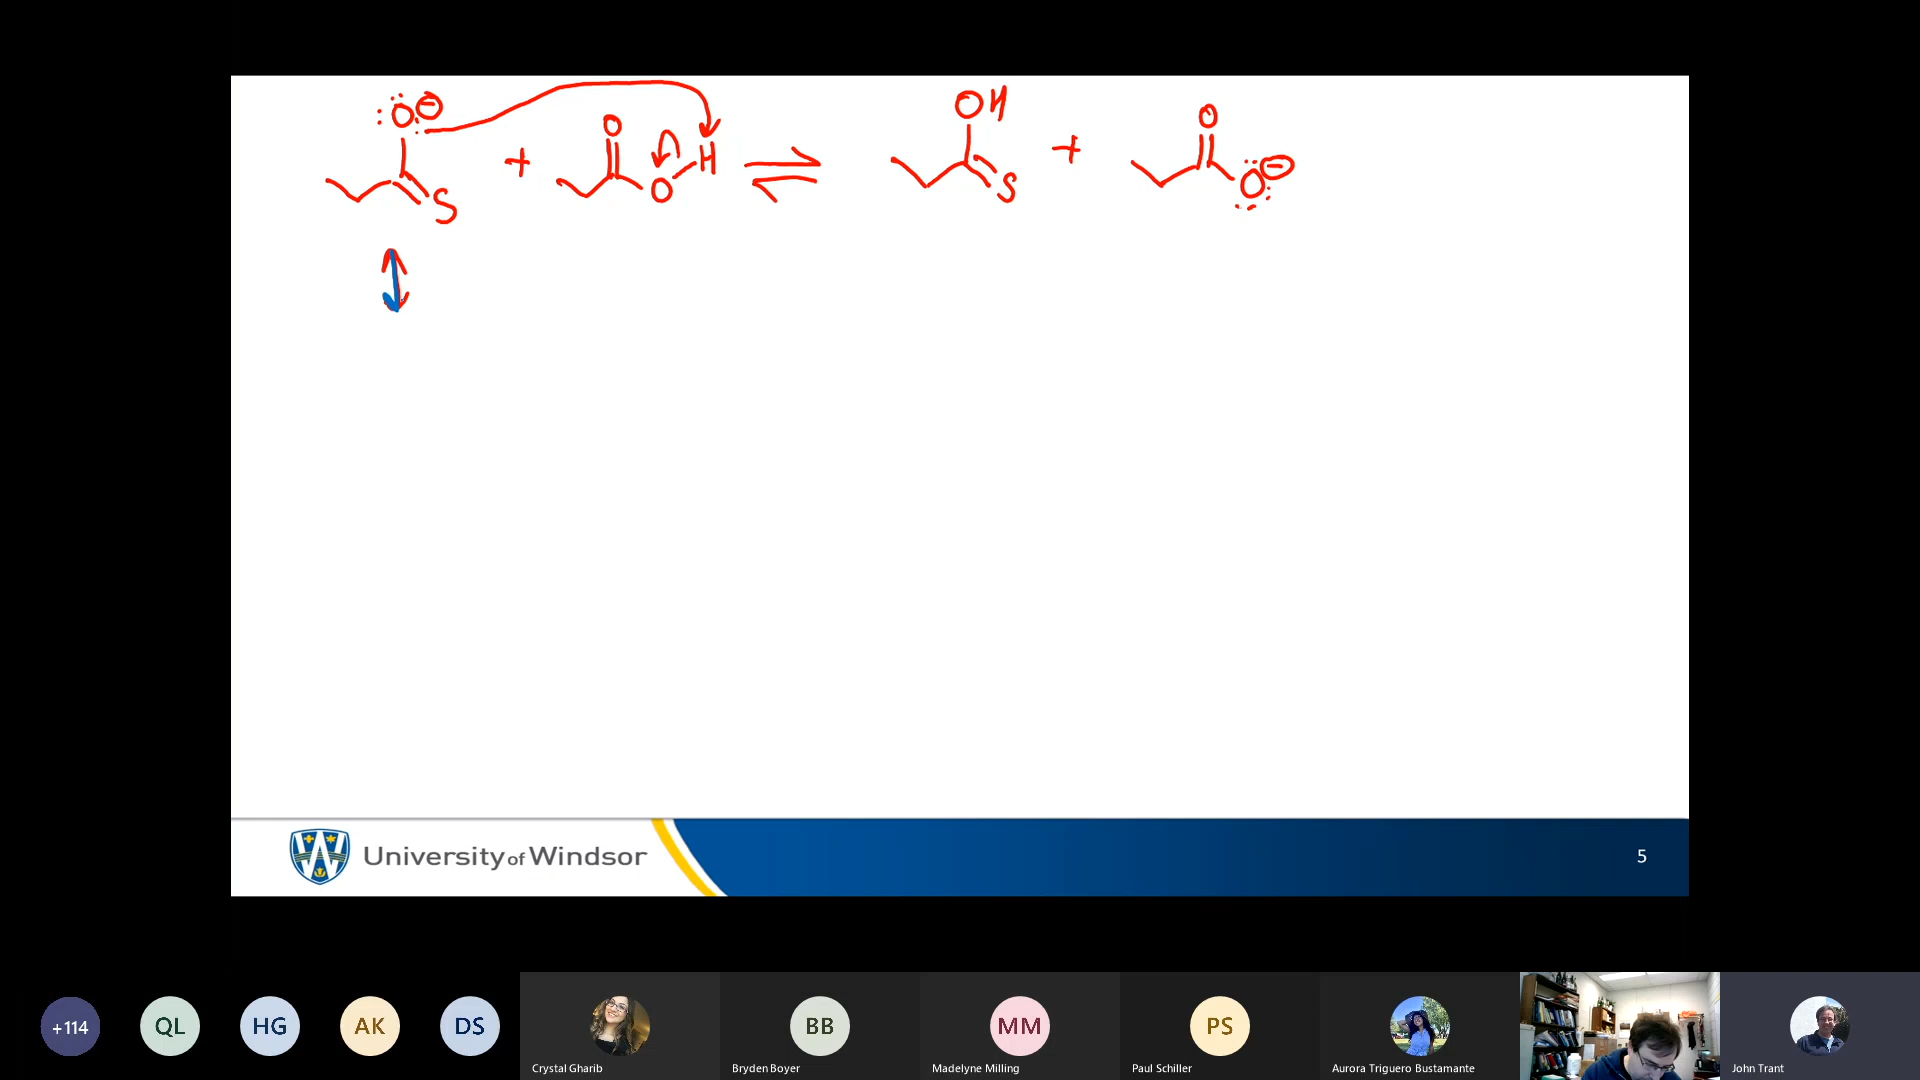 :O:⊖ O OH O
+ O H ⇌ + O:⊖
S S
University of Windsor
5
+114 QL HG AK DS BB MM PS
Crystal Gharib Bryden Boyer Madelyne Milling Paul Schiller Aurora Triguero Bustamante John Trant